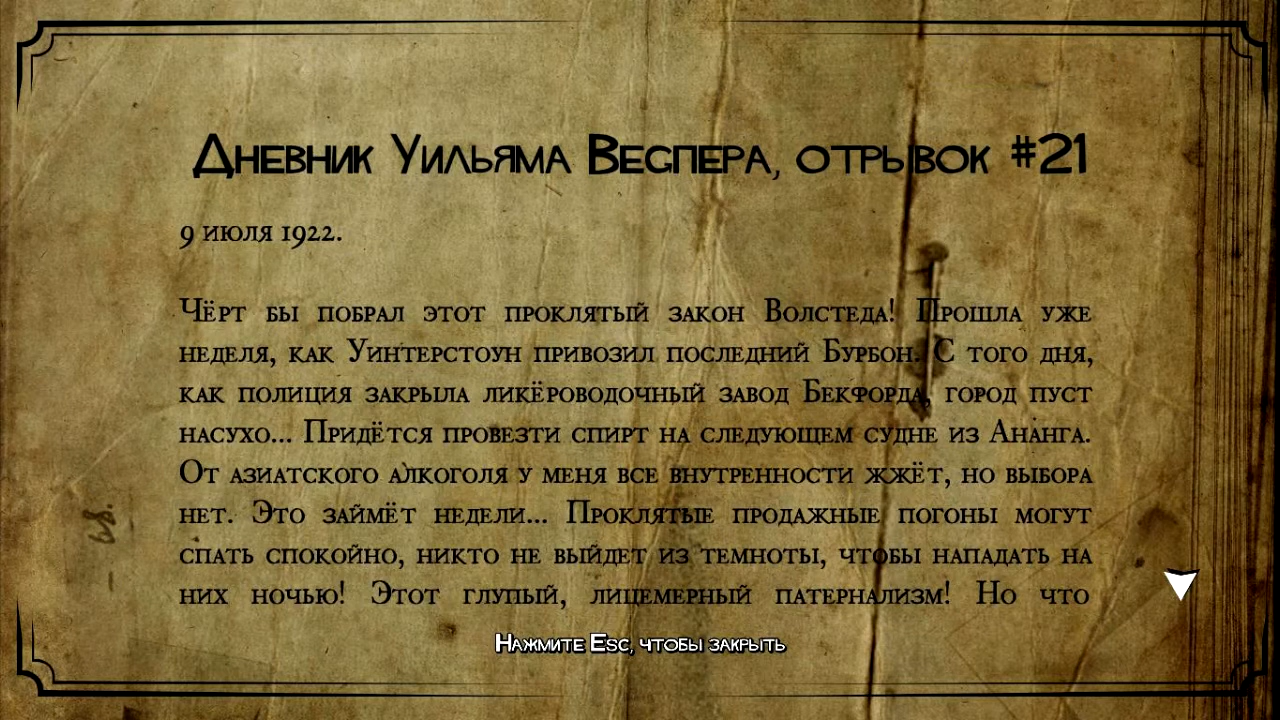 Дневник Уильяма Веспера, отрывок #21
9 июля 1922.
Чёрт бы побрал этот проклятый закон Волстеда! Прошла уже
неделя, как Уинтерстоун привозил последний Бурбон. С того дня,
как полиция закрыла ликёроводочный завод Бекфорда, город пуст
насухо... Придётся провезти спирт на следующем судне из Ананга.
От азиатского алкоголя у меня все внутренности жжёт, но выбора
нет. Это займёт недели... Проклятые продажные погоны могут
спать спокойно, никто не выйдет из темноты, чтобы нападать на
них ночью! Этот глупый, лицемерный патернализм! Но что
Нажмите Esc, чтобы закрыть